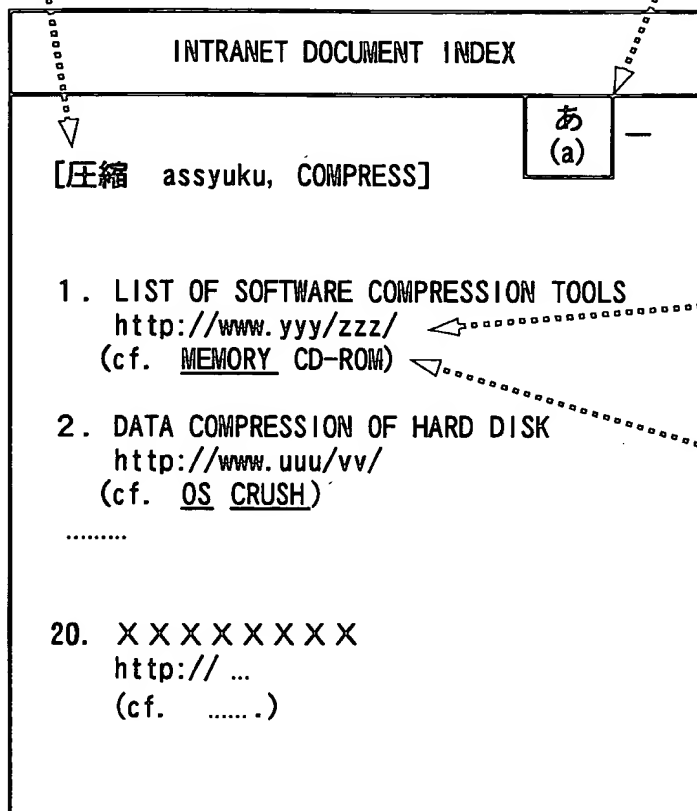 INTRANET DOCUMENT INDEX
あ
(a)
[圧縮 assyuku, COMPRESS]
1. LIST OF SOFTWARE COMPRESSION TOOLS
http://www.yyy/zzz/
(cf. MEMORY CD-ROM)
2. DATA COMPRESSION OF HARD DISK
http://www.uuu/vv/
(cf. OS CRUSH)
.........
20. XXXXXXXX
http:// …
(cf. .......)